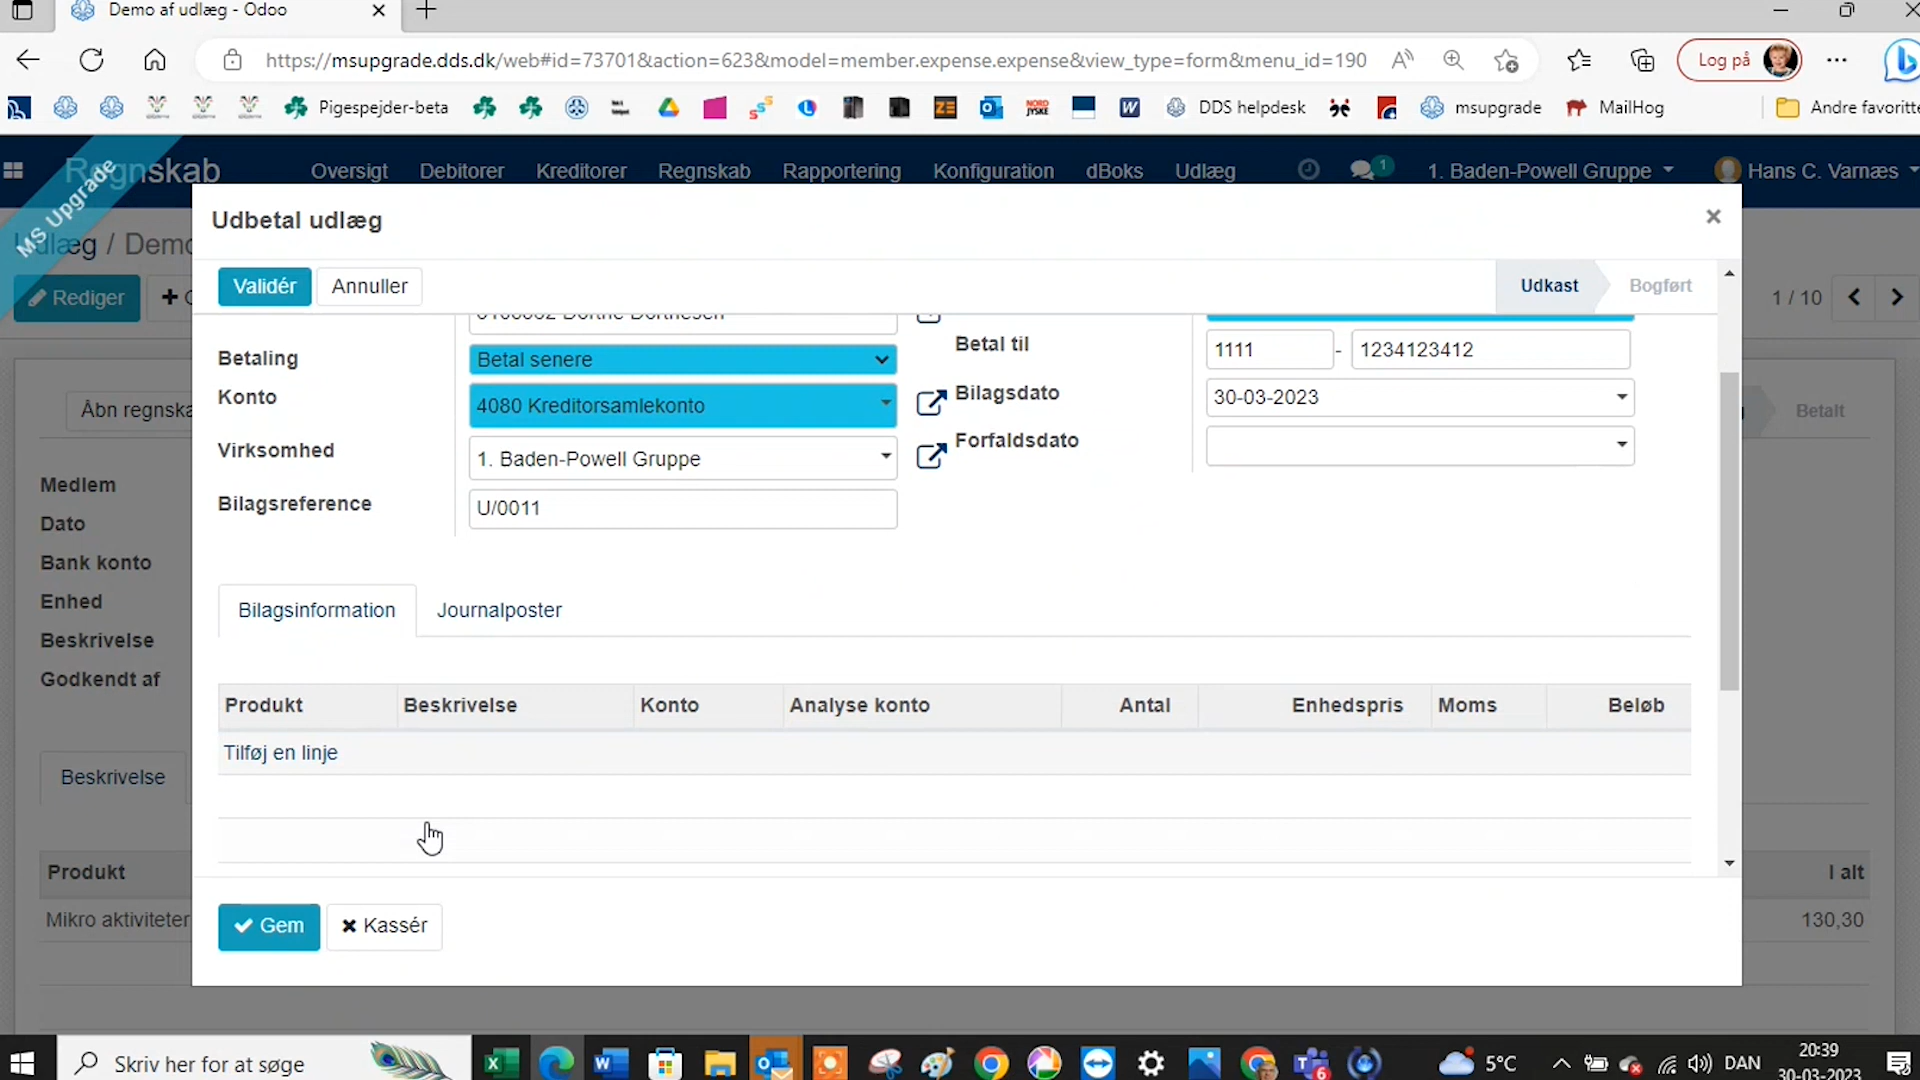 Demo af udlæg - Odoo
https://msupgrade.dds.dk/web#id=73701&action=623&model=member.expense.expense&view_type=form&menu_id=190
Log på
Pigespejder-beta
DDS helpdesk
msupgrade
MailHog
Andre favoritte
MS Upgrade
Regnskab
Oversigt
Debitorer
Kreditorer
Regnskab
Rapportering
Konfiguration
dBoks
Udlæg
1
1. Baden-Powell Gruppe
Hans C. Varnæs
Udlæg / Demo
Rediger
1 / 10
Udbetal udlæg
Validér
Annuller
Udkast
Bogført
Betaling
Betal senere
Konto
4080 Kreditorsamlekonto
Virksomhed
1. Baden-Powell Gruppe
Bilagsreference
U/0011
Betal til
1111 - 1234123412
Bilagsdato
30-03-2023
Forfaldsdato
Bilagsinformation
Journalposter
Produkt Beskrivelse Konto Analyse konto Antal Enhedspris Moms Beløb
Tilføj en linje
Gem
Kassér
Åbn regnska
Betalt
Medlem
Dato
Bank konto
Enhed
Beskrivelse
Godkendt af
Beskrivelse
Produkt
I alt
Mikro aktiviteter
130,30
Skriv her for at søge
5°C
DAN
20:39
30-03-2023